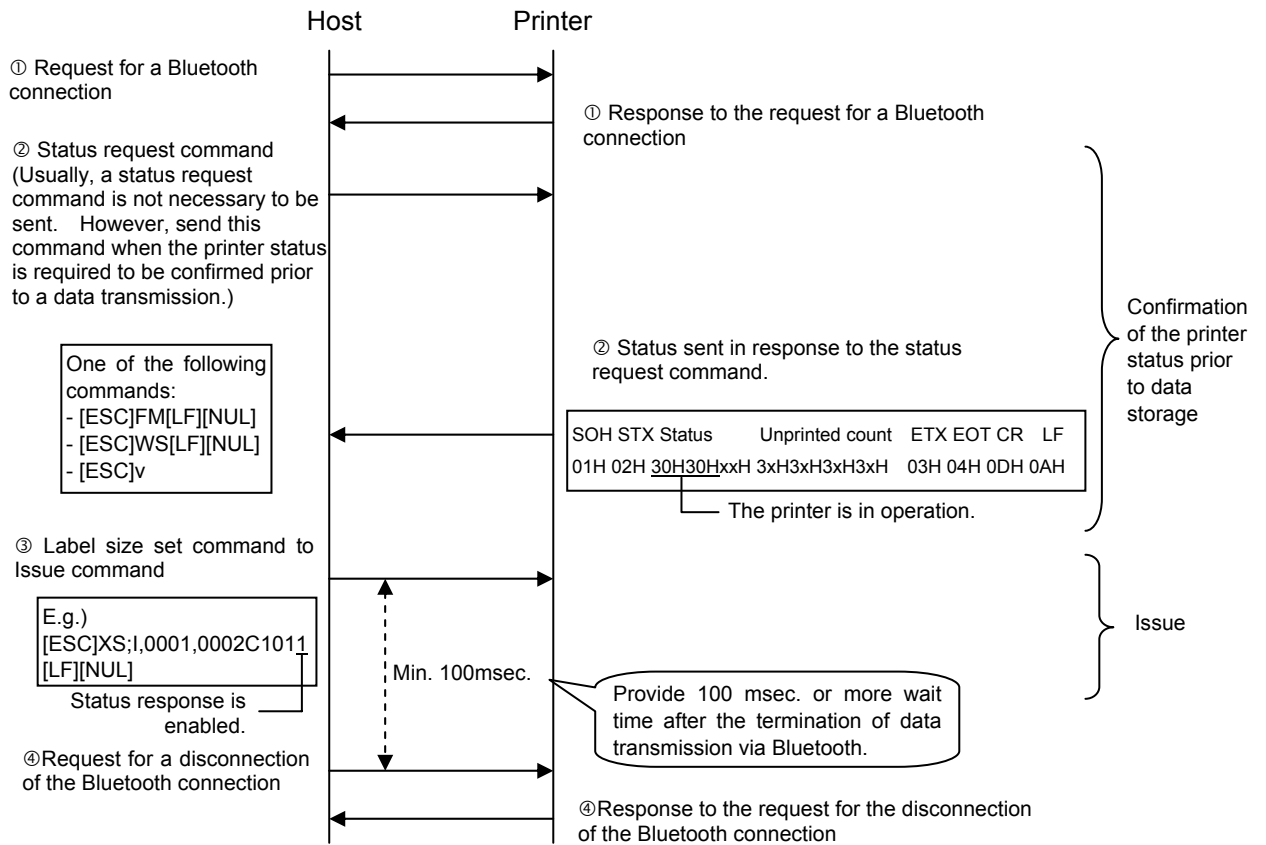 Host
Printer
① Request for a Bluetooth
connection
① Response to the request for a Bluetooth
connection
② Status request command
(Usually, a status request
command is not necessary to be
sent. However, send this
command when the printer status
is required to be confirmed prior
to a data transmission.)
Confirmation
of the printer
status prior
to data
storage
② Status sent in response to the status
request command.
One of the following
commands:
- [ESC]FM[LF][NUL]
- [ESC]WS[LF][NUL]
- [ESC]v
SOH STX Status Unprinted count ETX EOT CR LF
01H 02H 30H30HxxH 3xH3xH3xH3xH 03H 04H 0DH 0AH
The printer is in operation.
③ Label size set command to
Issue command
E.g.)
[ESC]XS;I,0001,0002C1011
[LF][NUL]
Status response is
enabled.
Min. 100msec.
Issue
Provide 100 msec. or more wait
time after the termination of data
transmission via Bluetooth.
④Request for a disconnection
of the Bluetooth connection
④Response to the request for the disconnection
of the Bluetooth connection